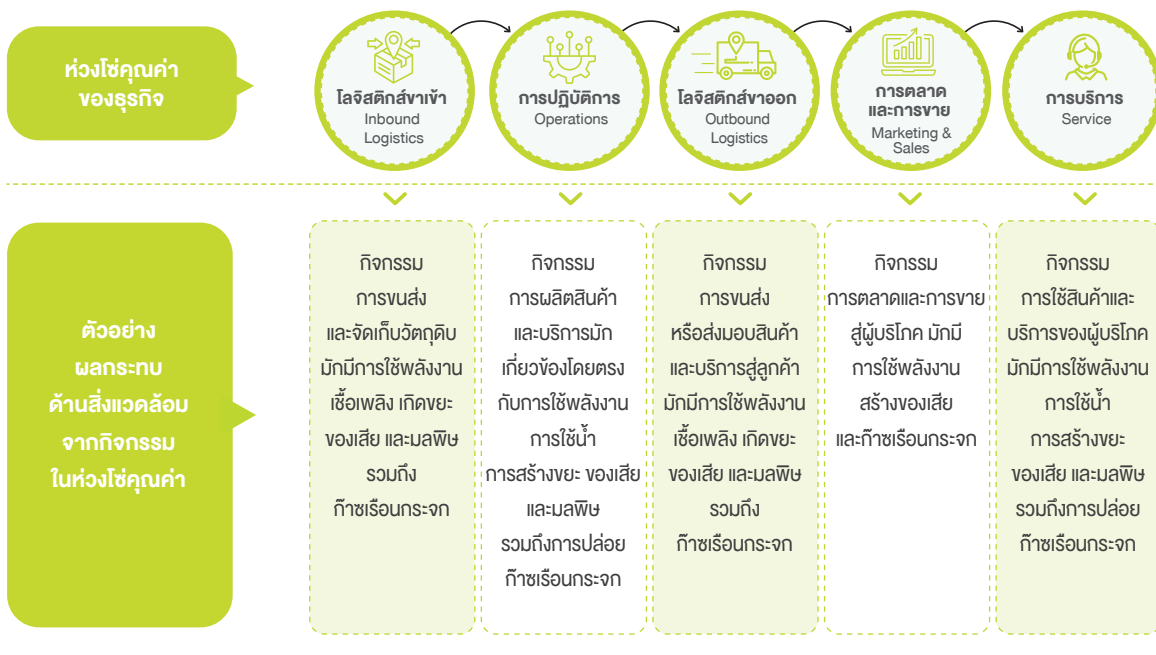 ห่วงโซ่คุณค่า
ของธุรกิจ
โลจิสติกส์ขาเข้า
Inbound
Logistics
การปฏิบัติการ
Operations
โลจิสติกส์ขาออก
Outbound
Logistics
การตลาด
และการขาย
Marketing &
Sales
การบริการ
Service
ตัวอย่าง
ผลกระทบ
ด้านสิ่งแวดล้อม
จากกิจกรรม
ในห่วงโซ่คุณค่า
กิจกรรม
การขนส่ง
และจัดเก็บวัตถุดิบ
มักมีการใช้พลังงาน
เชื้อเพลิง เกิดขยะ
ของเสีย และมลพิษ
รวมถึง
ก๊าซเรือนกระจก
กิจกรรม
การผลิตสินค้า
และบริการมัก
เกี่ยวข้องโดยตรง
กับการใช้พลังงาน
การใช้น้ำ
การสร้างขยะ ของเสีย
และมลพิษ
รวมถึงการปล่อย
ก๊าซเรือนกระจก
กิจกรรม
การขนส่ง
หรือส่งมอบสินค้า
และบริการสู่ลูกค้า
มักมีการใช้พลังงาน
เชื้อเพลิง เกิดขยะ
ของเสีย และมลพิษ
รวมถึง
ก๊าซเรือนกระจก
กิจกรรม
การตลาดและการขาย
สู่ผู้บริโภค มักมี
การใช้พลังงาน
สร้างของเสีย
และก๊าซเรือนกระจก
กิจกรรม
การใช้สินค้าและ
บริการของผู้บริโภค
มักมีการใช้พลังงาน
การใช้น้ำ
การสร้างขยะ
ของเสีย และมลพิษ
รวมถึงการปล่อย
ก๊าซเรือนกระจก